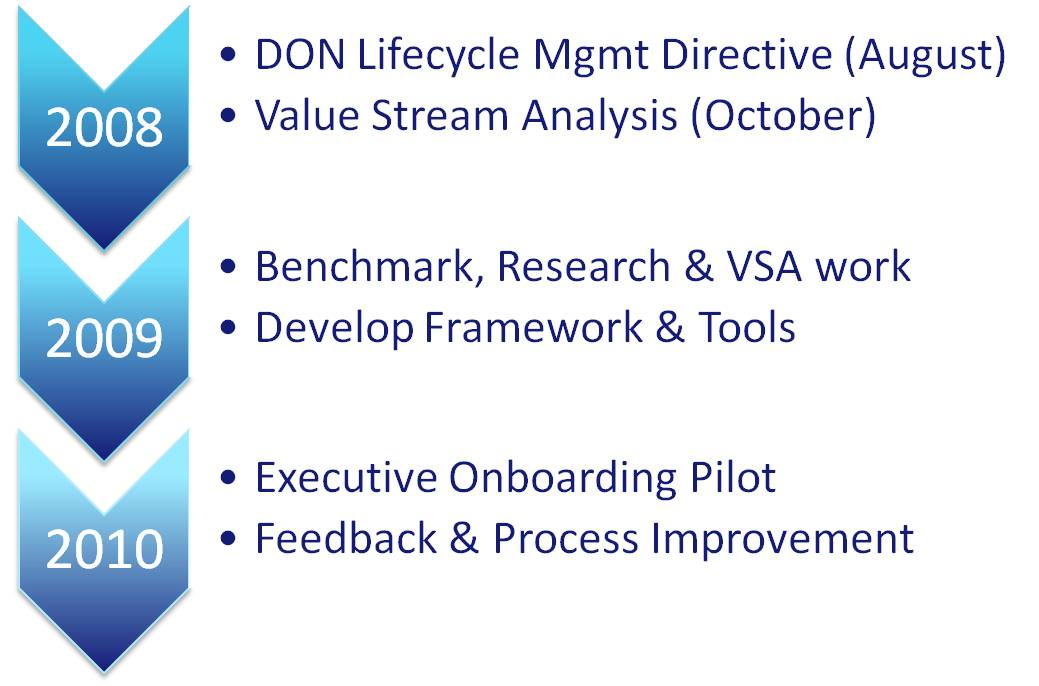 2008
• DON Lifecycle Mgmt Directive (August)
• Value Stream Analysis (October)
2009
• Benchmark, Research & VSA work
• Develop Framework & Tools
2010
• Executive Onboarding Pilot
• Feedback & Process Improvement